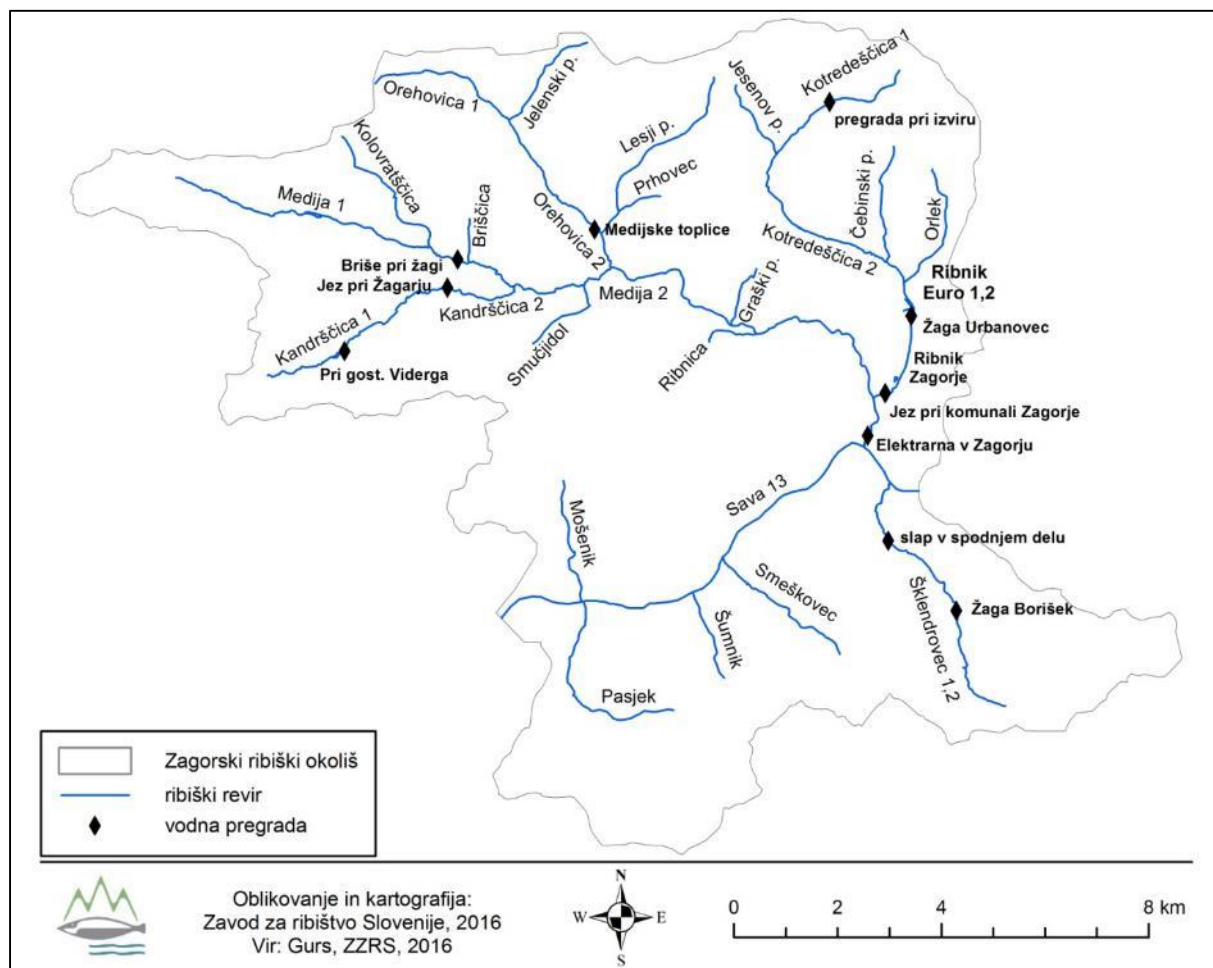 Kotredeščica 1
Orehovica 1
Jelenski p.
Jesenov p.
pregrada pri izviru
Kolovratščica
Lesji p.
Prhovec
Čebinski p.
Orlek
Medija 1
Briščica
Orehovica 2
Medijske toplice
Kotredeščica 2
Briše pri žagi
Jez pri Žagarju
Kandrščica 2
Medija 2
Graški p.
Ribnik
Euro 1,2
Žaga Urbanovec
Kandrščica 1
Smučjidol
Ribnica
Pri gost. Viderga
Ribnik
Zagorje
Jez pri komunali Zagorje
Elektrarna v Zagorju
Sava 13
Mošenik
slap v spodnjem delu
Smeškovec
Šumnik
Žaga Borišek
Šklendrovec 1,2
Pasjek
Zagorski ribiški okoliš
ribiški revir
vodna pregrada
Oblikovanje in kartografija:
Zavod za ribištvo Slovenije, 2016
Vir: Gurs, ZZRS, 2016
N
W
E
S
0 2 4 8 km